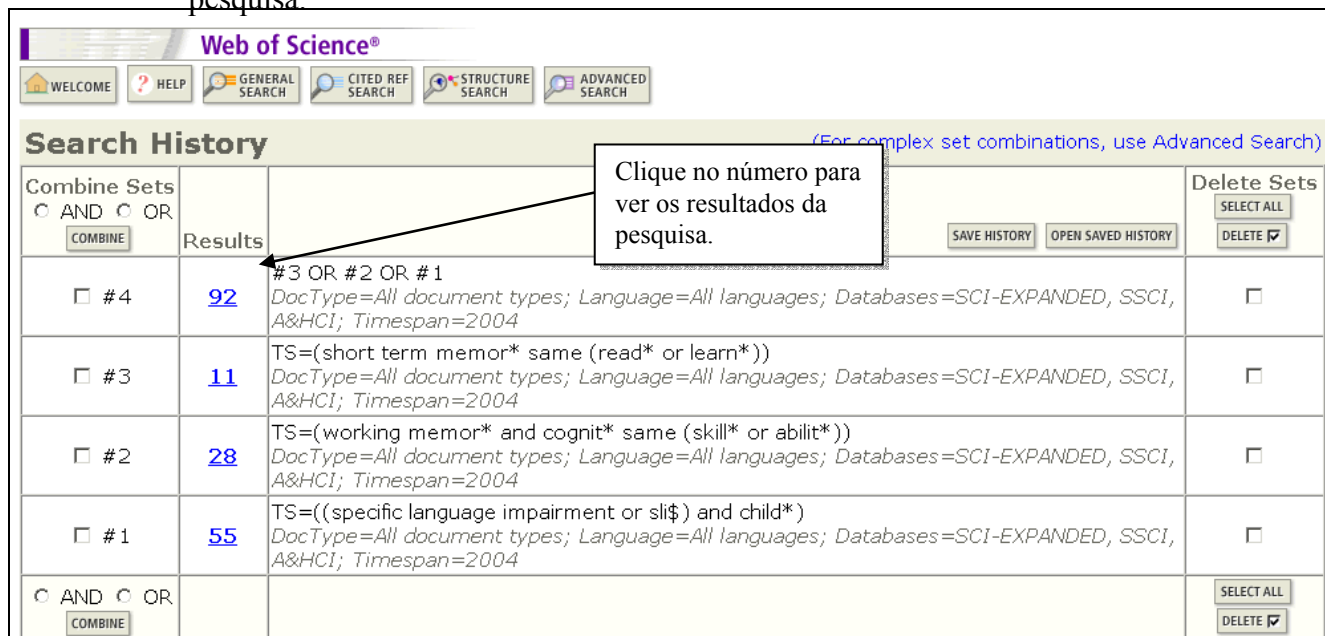 pesquisa.
Web of Science®
WELCOME ? HELP GENERAL SEARCH CITED REF SEARCH STRUCTURE SEARCH ADVANCED SEARCH
Search History (For complex set combinations, use Advanced Search)
Clique no número para
ver os resultados da
pesquisa.
Combine Sets
AND OR
COMBINE
Results
SAVE HISTORY OPEN SAVED HISTORY
Delete Sets
SELECT ALL
DELETE
#4 92 #3 OR #2 OR #1
DocType=All document types; Language=All languages; Databases=SCI-EXPANDED, SSCI,
A&HCI; Timespan=2004
#3 11 TS=(short term memor* same (read* or learn*))
DocType=All document types; Language=All languages; Databases=SCI-EXPANDED, SSCI,
A&HCI; Timespan=2004
#2 28 TS=(working memor* and cognit* same (skill* or abilit*))
DocType=All document types; Language=All languages; Databases=SCI-EXPANDED, SSCI,
A&HCI; Timespan=2004
#1 55 TS=((specific language impairment or sli$) and child*)
DocType=All document types; Language=All languages; Databases=SCI-EXPANDED, SSCI,
A&HCI; Timespan=2004
AND OR
COMBINE
SELECT ALL
DELETE